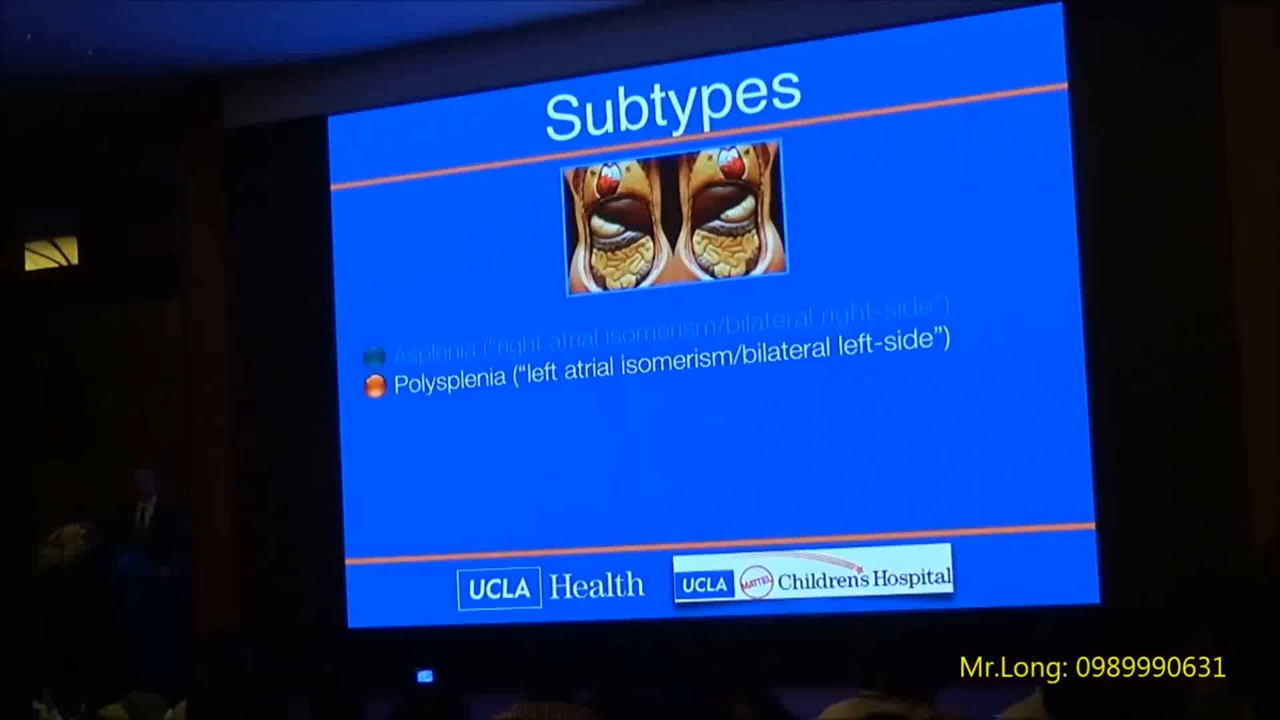 Subtypes
Asplenia (“right atrial isomerism/bilateral right-side”)
Polysplenia (“left atrial isomerism/bilateral left-side”)
UCLA Health
UCLA MATTEL Children's Hospital
Mr.Long: 0989990631